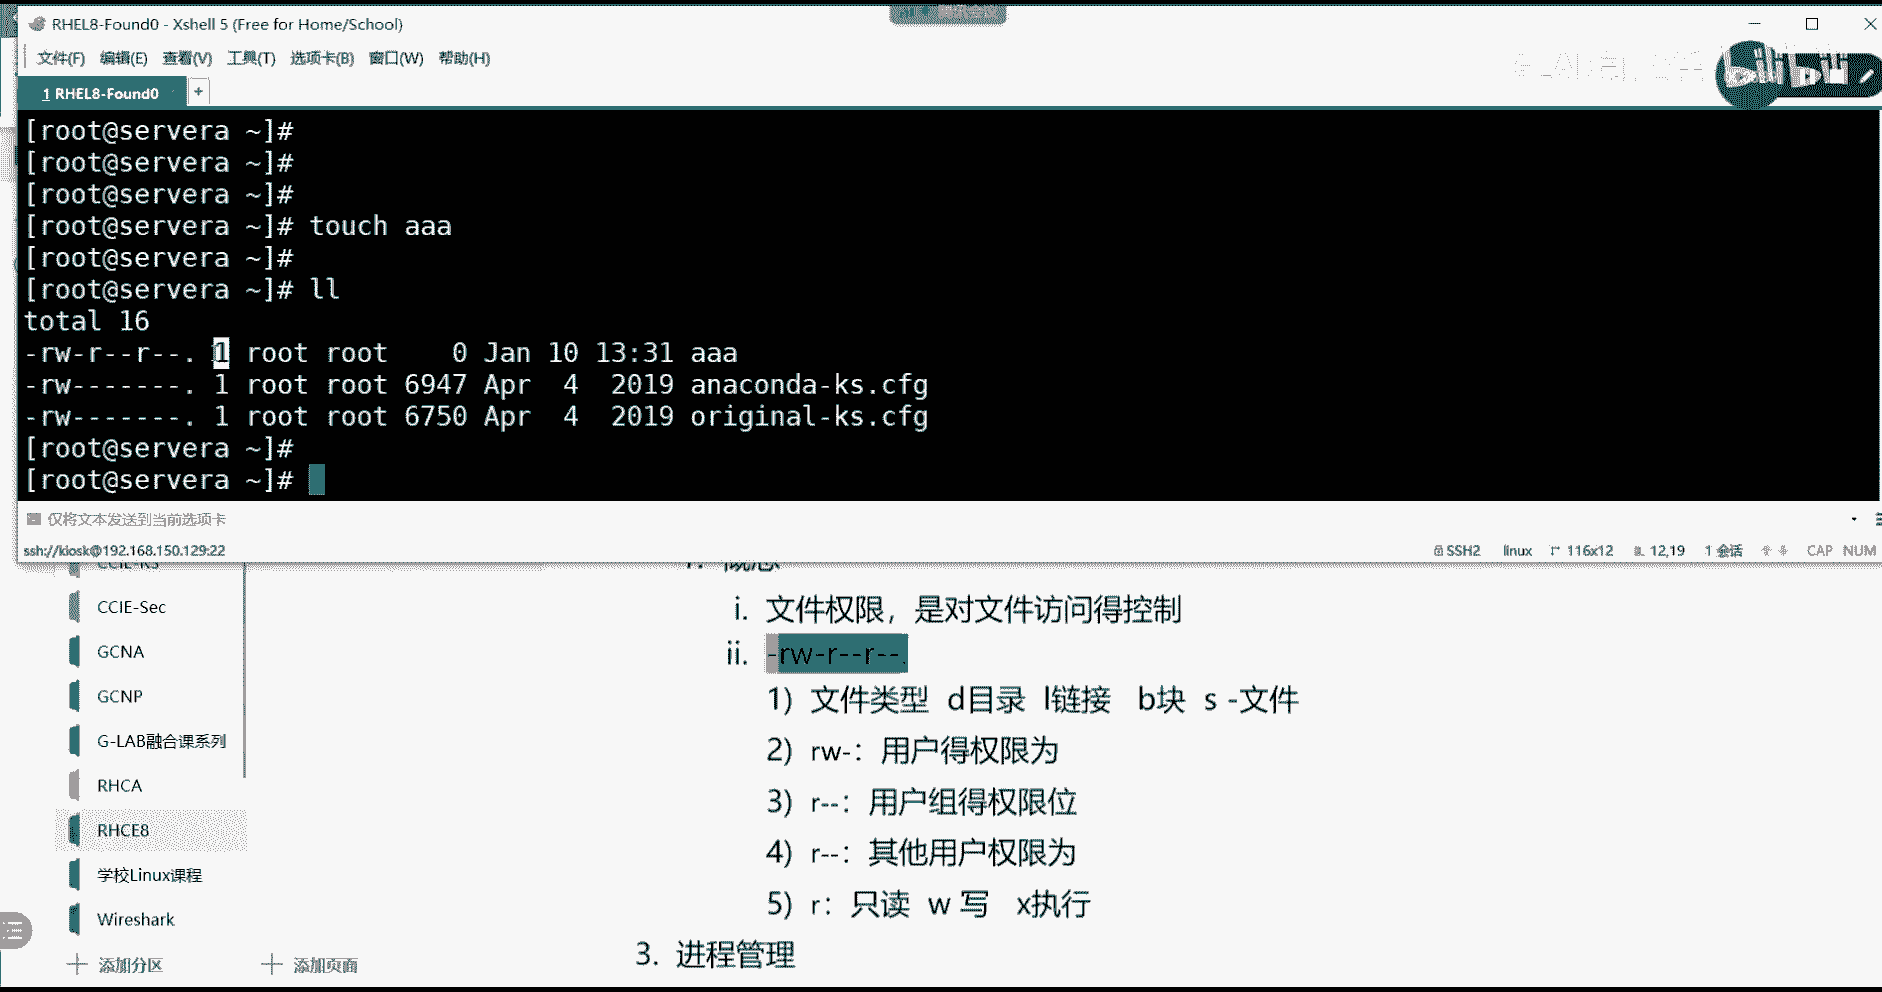 RHEL8-Found0 - Xshell 5 (Free for Home/School)
文件(F) 编辑(E) 查看(V) 工具(T) 选项卡(B) 窗口(W) 帮助(H)
1 RHEL8-Found0 +
[root@servera ~]#
[root@servera ~]#
[root@servera ~]#
[root@servera ~]# touch aaa
[root@servera ~]#
[root@servera ~]# ll
total 16
-rw-r--r--. 1 root root    0 Jan 10 13:31 aaa
-rw-------. 1 root root 6947 Apr  4  2019 anaconda-ks.cfg
-rw-------. 1 root root 6750 Apr  4  2019 original-ks.cfg
[root@servera ~]#
[root@servera ~]#
仅将文本发送到当前选项卡
ssh://kiosk@192.168.150.129:22 SSH2 linux 116x12 12,19 1 会话 CAP NUM
CCIE-Sec
GCNA
GCNP
G-LAB融合课系列
RHCA
RHCE8
学校Linux课程
Wireshark
添加分区 添加页面
i. 文件权限，是对文件访问得控制
ii. -rw-r--r--.
1) 文件类型 d目录 l链接 b块 s -文件
2) rw-：用户得权限为
3) r--：用户组得权限位
4) r--：其他用户权限为
5) r：只读 w 写 x执行
3. 进程管理